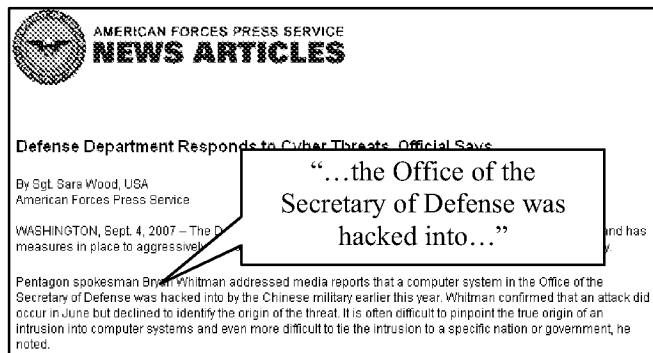 AMERICAN FORCES PRESS SERVICE
NEWS ARTICLES
Defense Department Responds to Cyber Threats, Official Says
By Sgt. Sara Wood, USA
American Forces Press Service
“…the Office of the
Secretary of Defense was
hacked into…”
WASHINGTON, Sept. 4, 2007 – The D and has
measures in place to aggressively
Pentagon spokesman Bryan Whitman addressed media reports that a computer system in the Office of the
Secretary of Defense was hacked into by the Chinese military earlier this year. Whitman confirmed that an attack did
occur in June but declined to identify the origin of the threat. It is often difficult to pinpoint the true origin of an
intrusion into computer systems and even more difficult to tie the intrusion to a specific nation or government, he
noted.